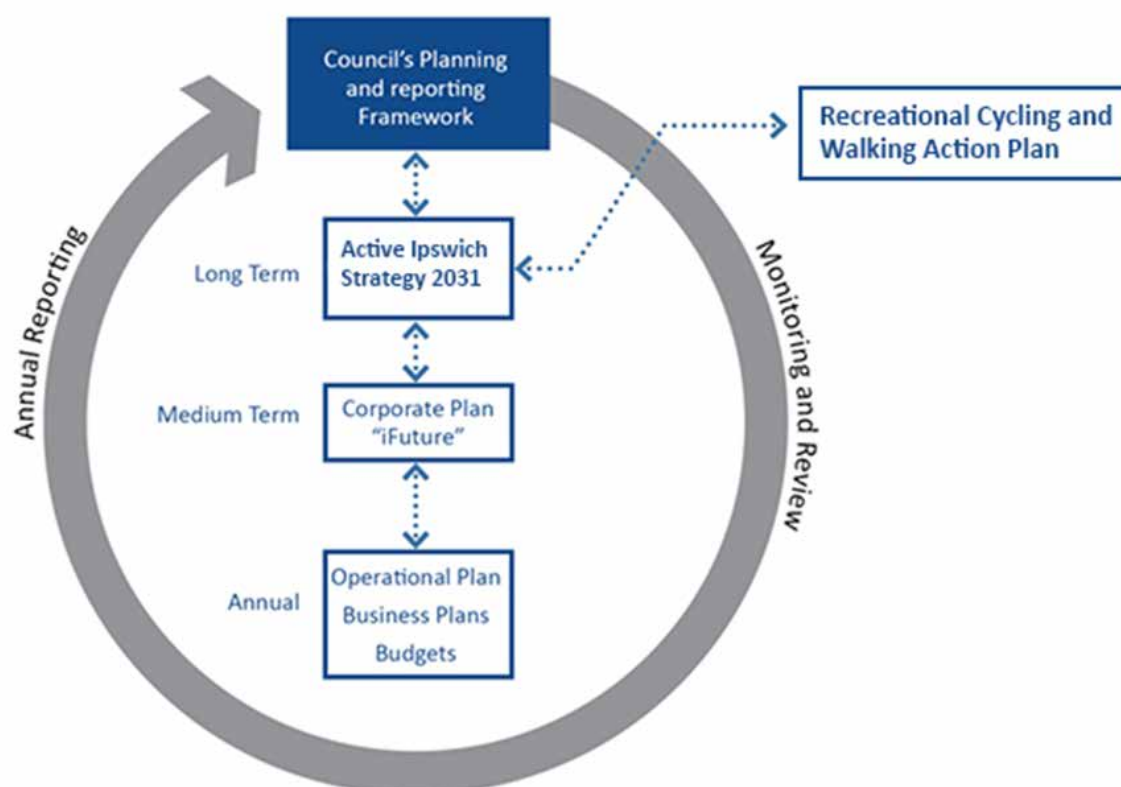 Council's Planning
and reporting
Framework
Recreational Cycling and
Walking Action Plan
Annual Reporting
Monitoring and Review
Long Term
Active Ipswich
Strategy 2031
Medium Term
Corporate Plan
"iFuture"
Annual
Operational Plan
Business Plans
Budgets